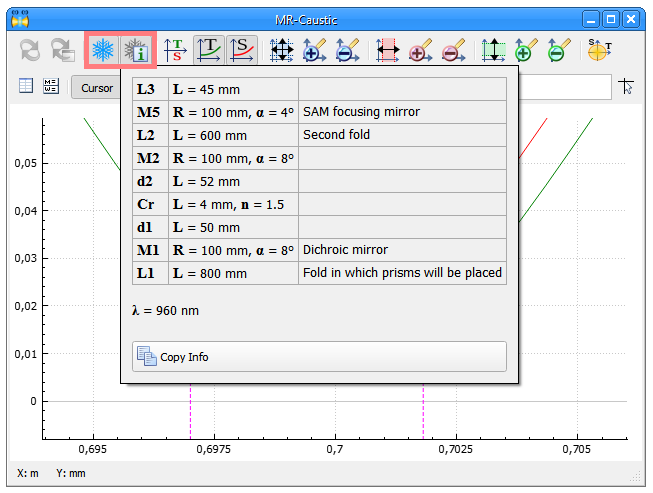 MR-Caustic
T
S
T
S
i
S
T
Cursor
L3 L = 45 mm
M5 R = 100 mm, α = 4° SAM focusing mirror
L2 L = 600 mm Second fold
M2 R = 100 mm, α = 8°
d2 L = 52 mm
Cr L = 4 mm, n = 1.5
d1 L = 50 mm
M1 R = 100 mm, α = 8° Dichroic mirror
L1 L = 800 mm Fold in which prisms will be placed
λ = 960 nm
Copy Info
0,05
0,04
0,03
0,02
0,01
0
0,695 0,6975 0,7 0,7025 0,705
X: m Y: mm